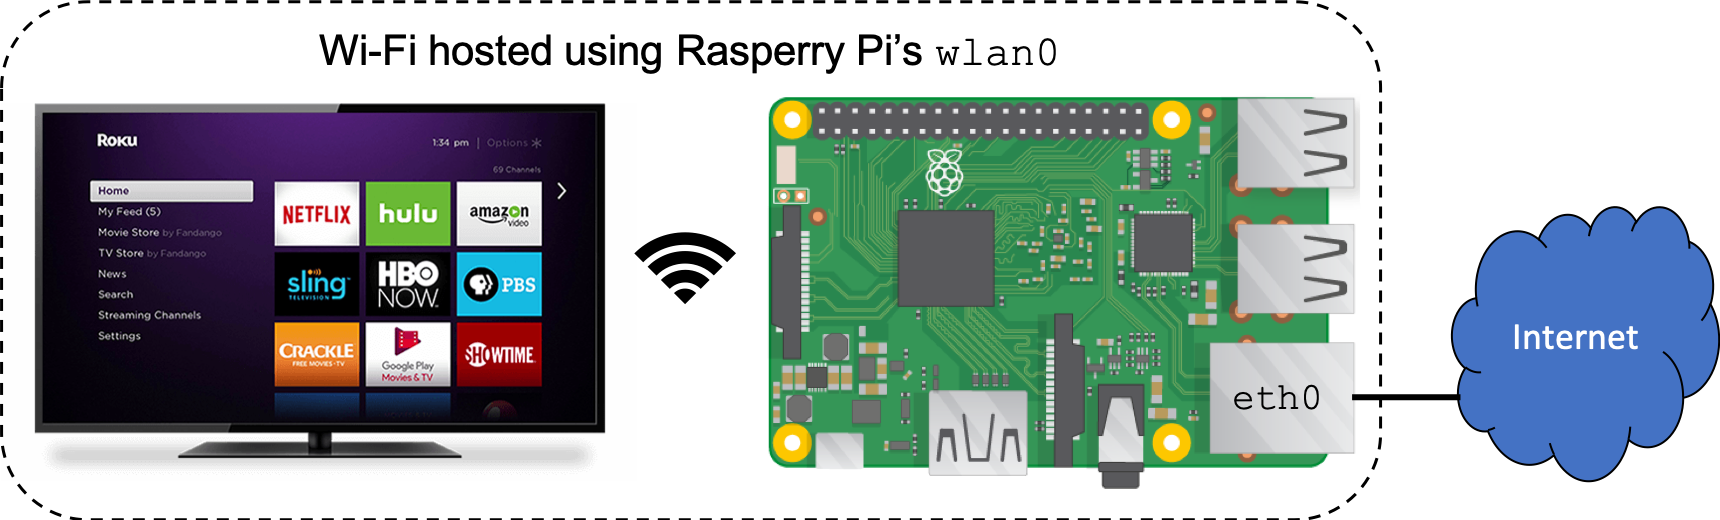 Wi-Fi hosted using Rasperry Pi’s wlan0
Roku
1:34 pm | Options
69 Channels
Home
My Feed (5)
Movie Store by Fandango
TV Store by Fandango
News
Search
Streaming Channels
Settings
NETFLIX
hulu
amazon
video
sling
TELEVISION
HBO
NOW.
PBS
CRACKLE
FREE MOVIES+TV
Google Play
Movies & TV
SHOWTIME
eth0
Internet